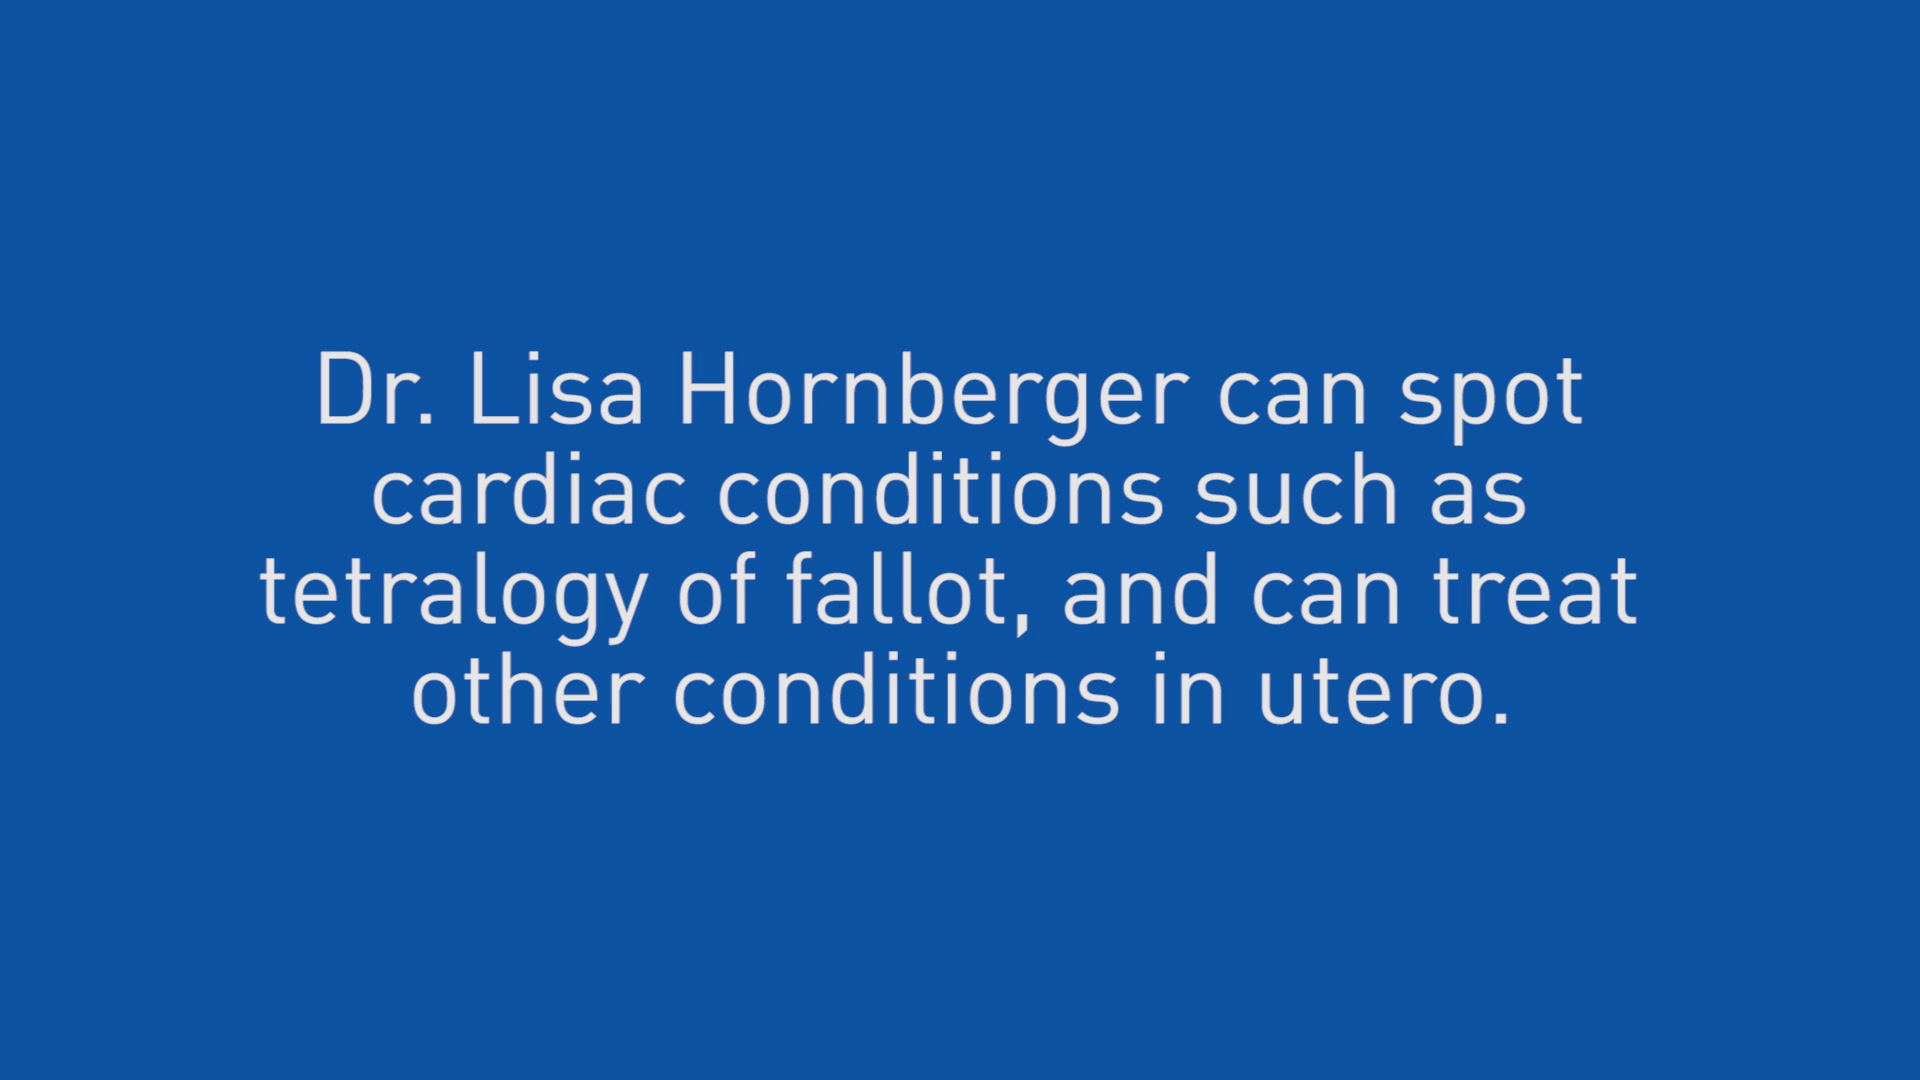 Dr. Lisa Hornberger can spot
cardiac conditions such as
tetralogy of fallot, and can treat
other conditions in utero.